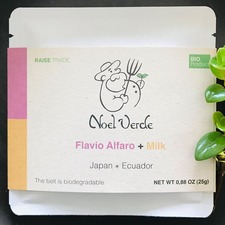 RAISE TRADE
BIO
Product
Noel Verde
Flavio Alfaro + Milk
Japan + Ecuador
The belt is biodegradable
NET WT 0,88 OZ (25g)